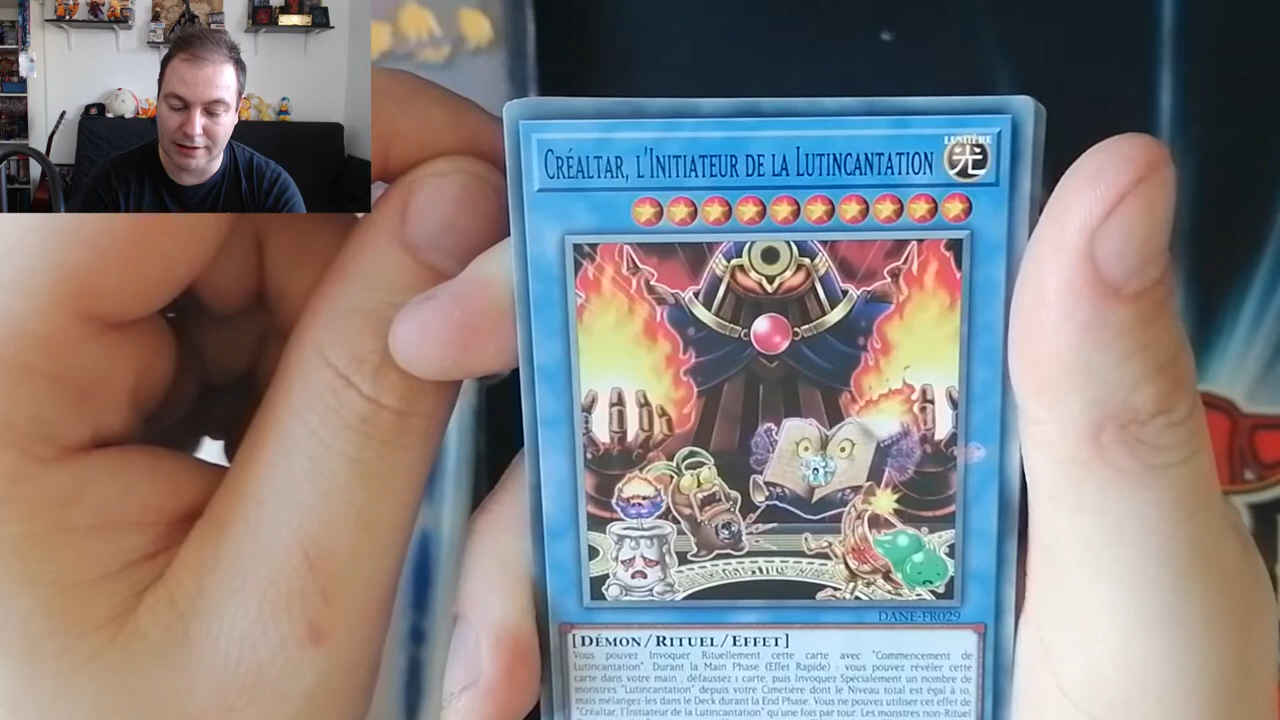 CRÉALTAR, L'INITIATEUR DE LA LUTINCANTATION
LUMIÈRE
光
DANE-FR029
[DÉMON/RITUEL/EFFET]
Vous pouvez Invoquer Rituellement cette carte avec "Commencement de
Lutincantation". Durant la Main Phase (Effet Rapide) : vous pouvez révéler cette
carte dans votre main ; défaussez 1 carte, puis Invoquez Spécialement un nombre de
monstres "Lutincantation" depuis votre Cimetière dont le Niveau total est égal à 10,
mais mélangez-les dans le Deck durant la End Phase. Vous ne pouvez utiliser cet effet de
"Créaltar, l'Initiateur de la Lutincantation" qu'une fois par tour. Les monstres non-Rituel